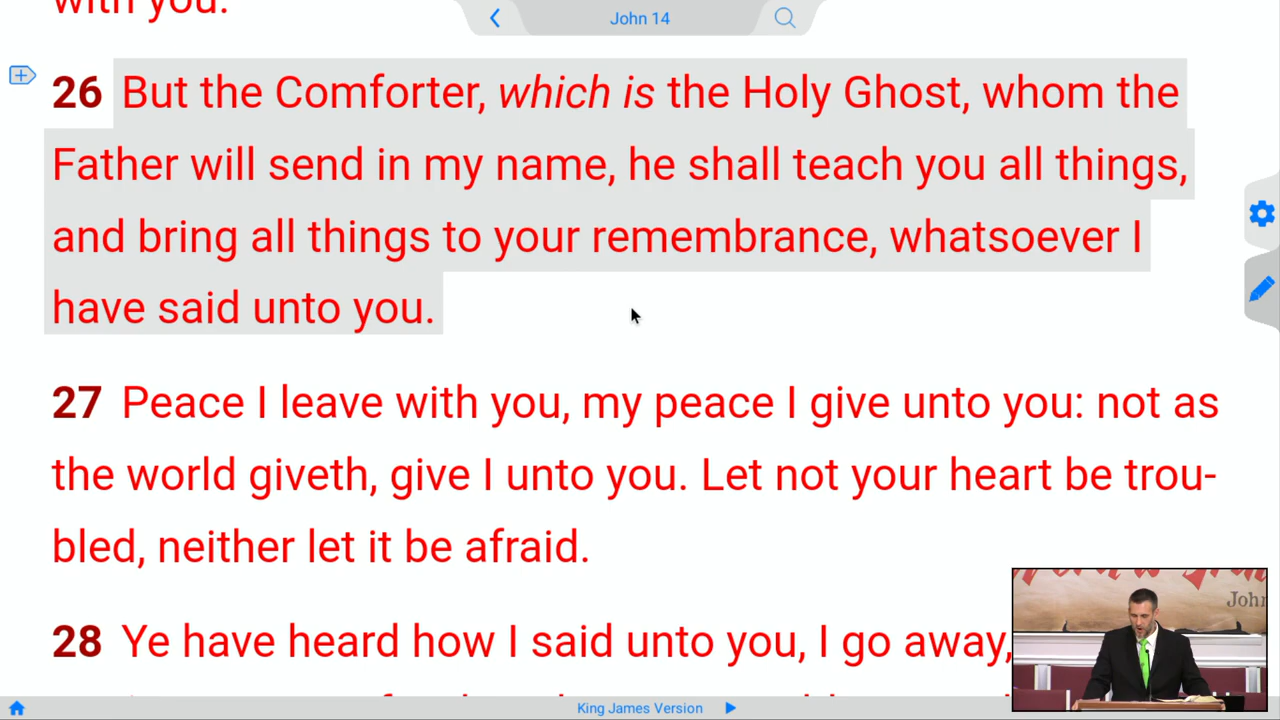 with you.
John 14
26 But the Comforter, which is the Holy Ghost, whom the
Father will send in my name, he shall teach you all things,
and bring all things to your remembrance, whatsoever I
have said unto you.
27 Peace I leave with you, my peace I give unto you: not as
the world giveth, give I unto you. Let not your heart be trou-
bled, neither let it be afraid.
28 Ye have heard how I said unto you, I go away,
John
King James Version